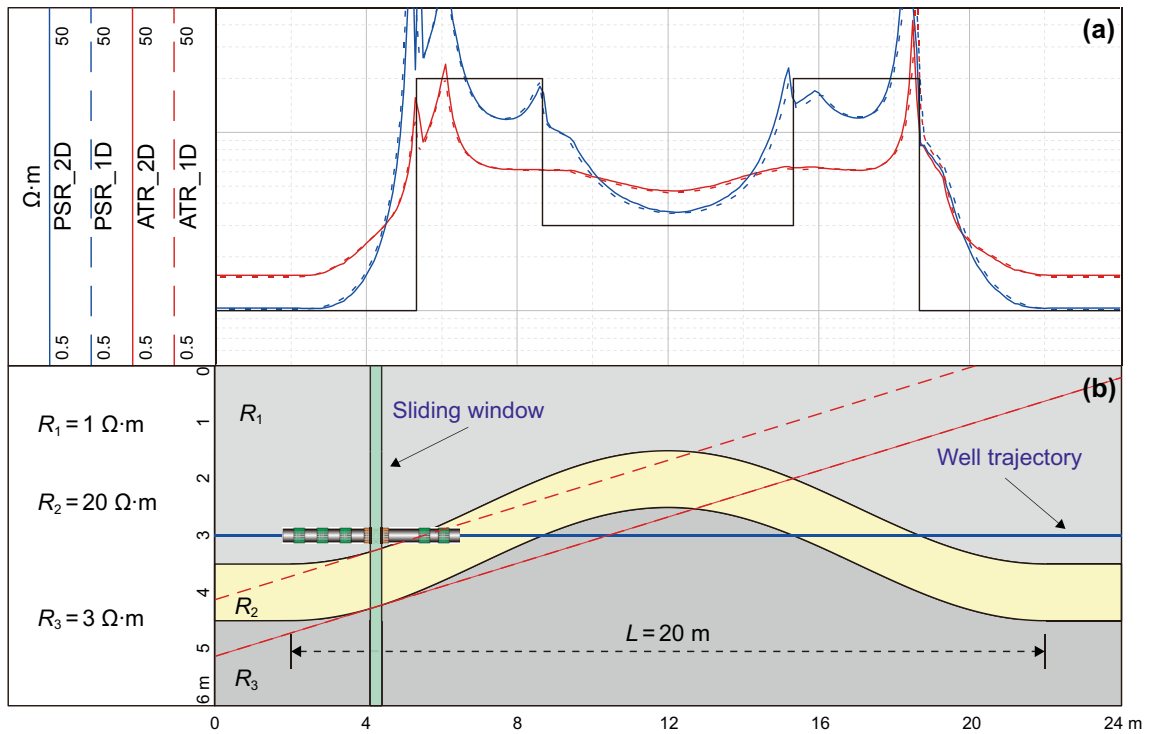 (a)
Ω·m
PSR_2D
PSR_1D
ATR_2D
ATR_1D
50
50
50
50
0.5
0.5
0.5
0.5
(b)
R1 = 1 Ω·m
R2 = 20 Ω·m
R3 = 3 Ω·m
0
1
2
3
4
5
6 m
R1
Sliding window
Well trajectory
R2
L = 20 m
R3
0
4
8
12
16
20
24 m